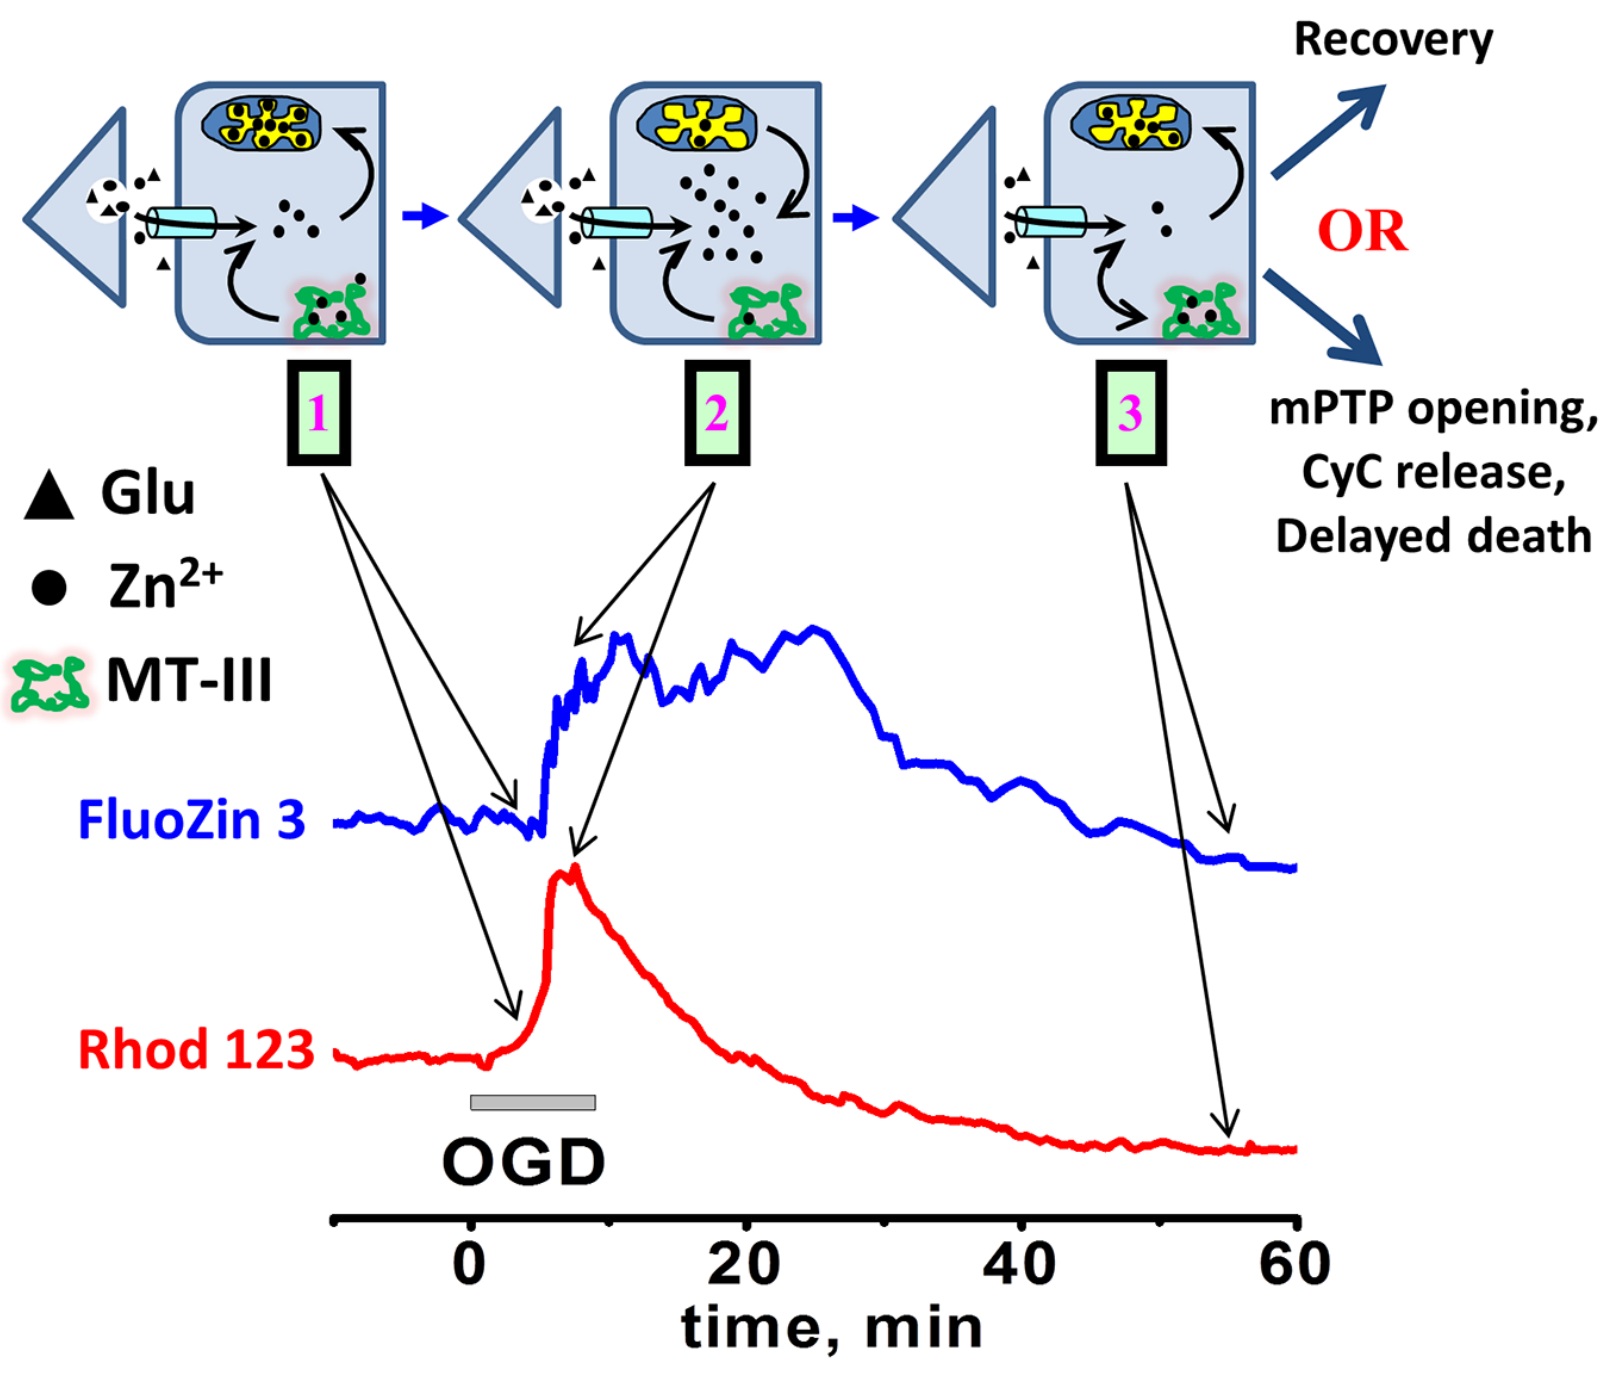 Recovery
OR
mPTP opening,
CyC release,
Delayed death
1
2
3
Glu
Zn²⁺
MT-III
FluoZin 3
Rhod 123
OGD
0 20 40 60
time, min